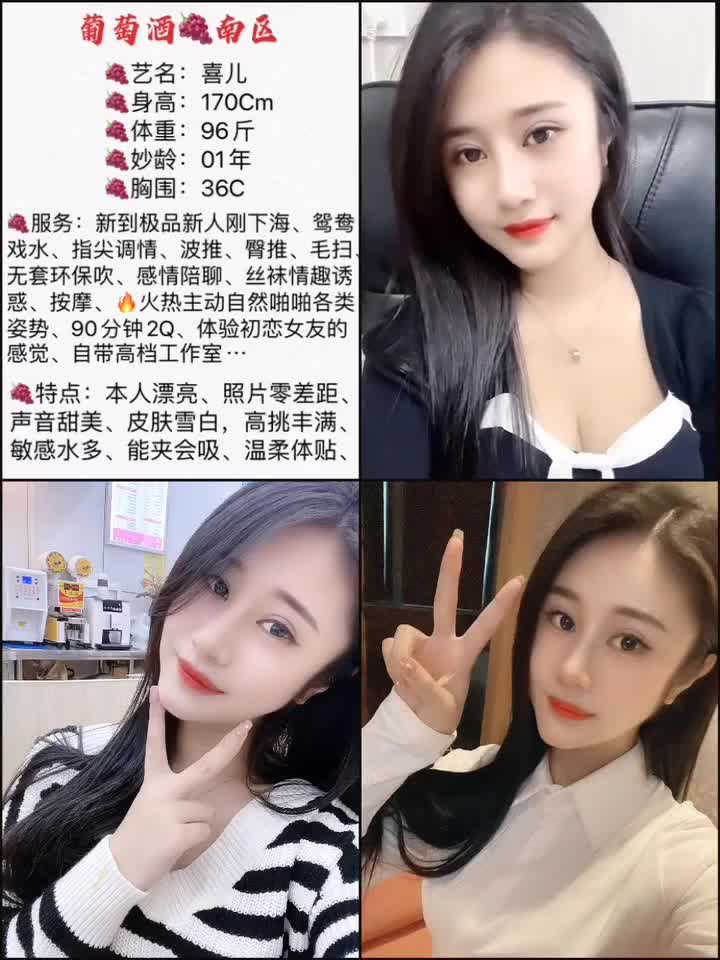 葡萄酒🍇南区
🍇艺名：喜儿
🍇身高：170Cm
🍇体重：96斤
🍇妙龄：01年
🍇胸围：36C
🍇服务：新到极品新人刚下海、鸳鸯
戏水、指尖调情、波推、臀推、毛扫、
无套环保吹、感情陪聊、丝袜情趣诱
惑、按摩、🔥火热主动自然啪啪各类
姿势、90分钟2Q、体验初恋女友的
感觉、自带高档工作室…
🍇特点：本人漂亮、照片零差距、
声音甜美、皮肤雪白，高挑丰满、
敏感水多、能夹会吸、温柔体贴、